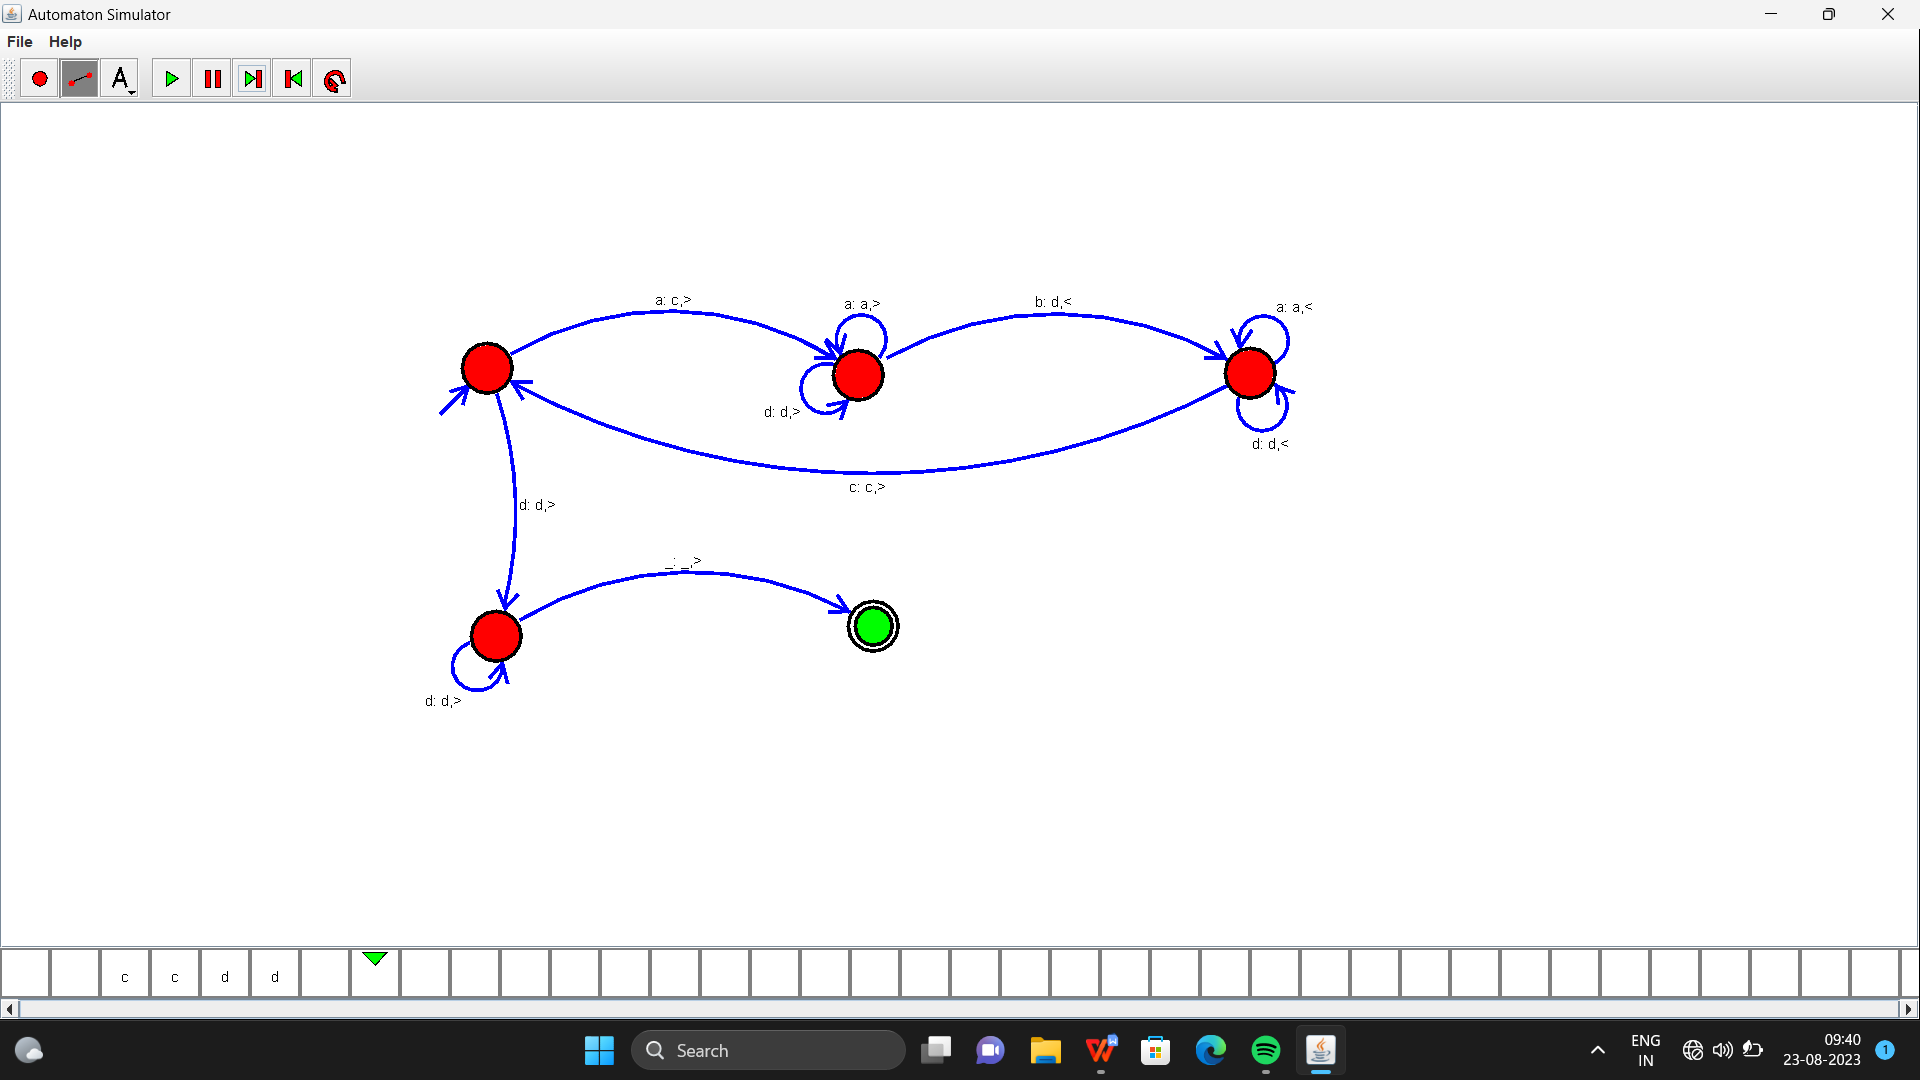 Automaton Simulator
File Help
A
a: c,>
a: a,>
b: d,<
a: a,<
d: d,>
d: d,<
c: c,>
d: d,>
_: _,>
d: d,>
c c d d
Search
ENG
IN
09:40
23-08-2023
1